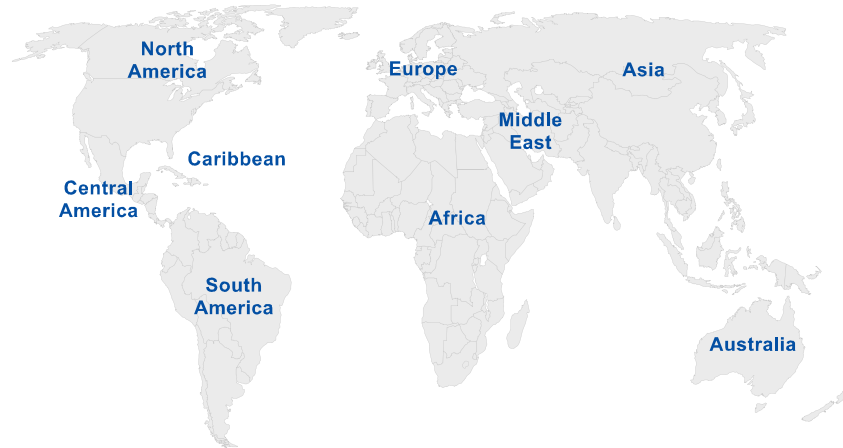 North
America
Europe
Asia
Middle
East
Caribbean
Central
America
Africa
South
America
Australia